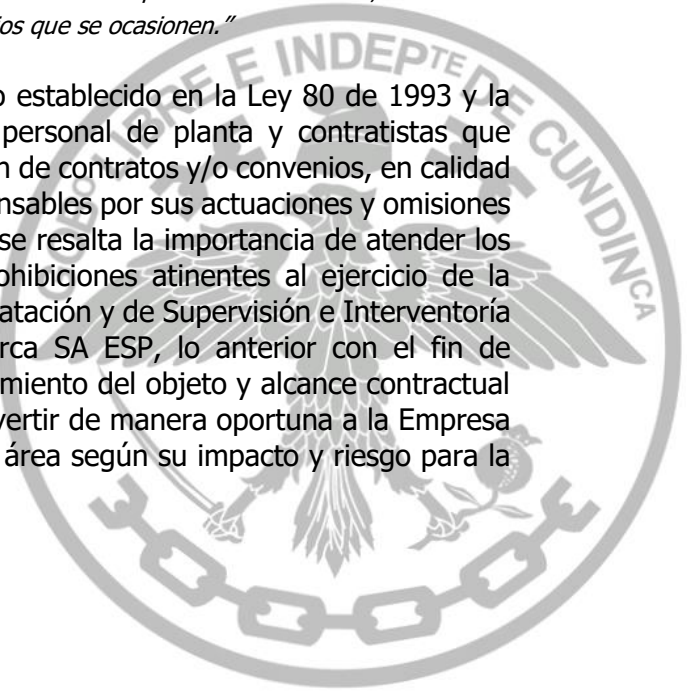 ios que se ocasionen.”
o establecido en la Ley 80 de 1993 y la
personal de planta y contratistas que
n de contratos y/o convenios, en calidad
nsables por sus actuaciones y omisiones
se resalta la importancia de atender los
ohibiciones atinentes al ejercicio de la
atación y de Supervisión e Interventoría
rca SA ESP, lo anterior con el fin de
miento del objeto y alcance contractual
vertir de manera oportuna a la Empresa
área según su impacto y riesgo para la
E INDEPTE DE CUNDINCA